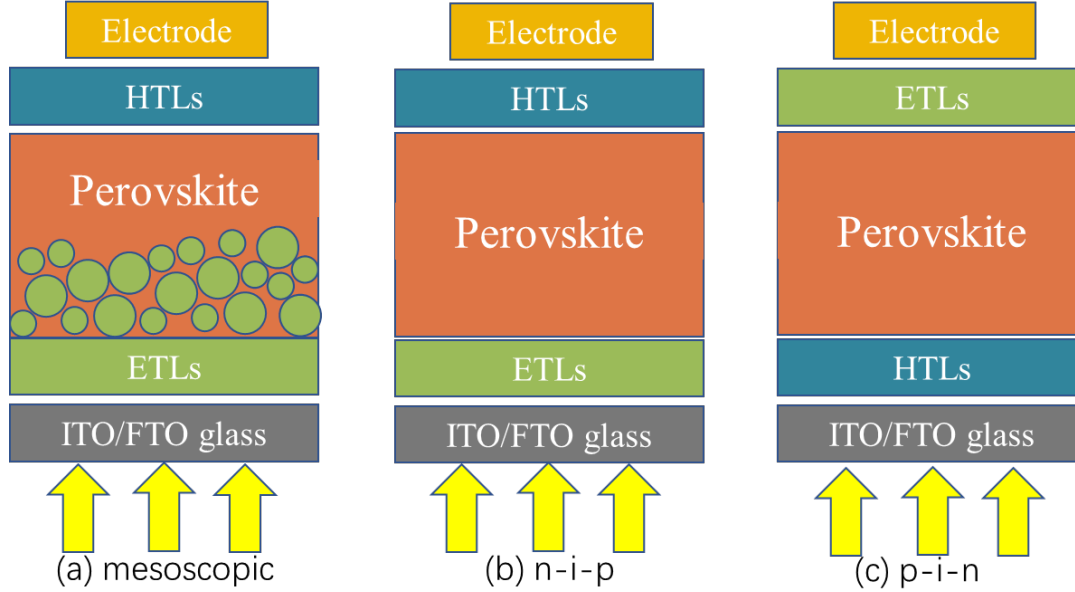 Electrode
HTLs
Perovskite
ETLs
ITO/FTO glass
(a) mesoscopic
Electrode
HTLs
Perovskite
ETLs
ITO/FTO glass
(b) n-i-p
Electrode
ETLs
Perovskite
HTLs
ITO/FTO glass
(c) p-i-n